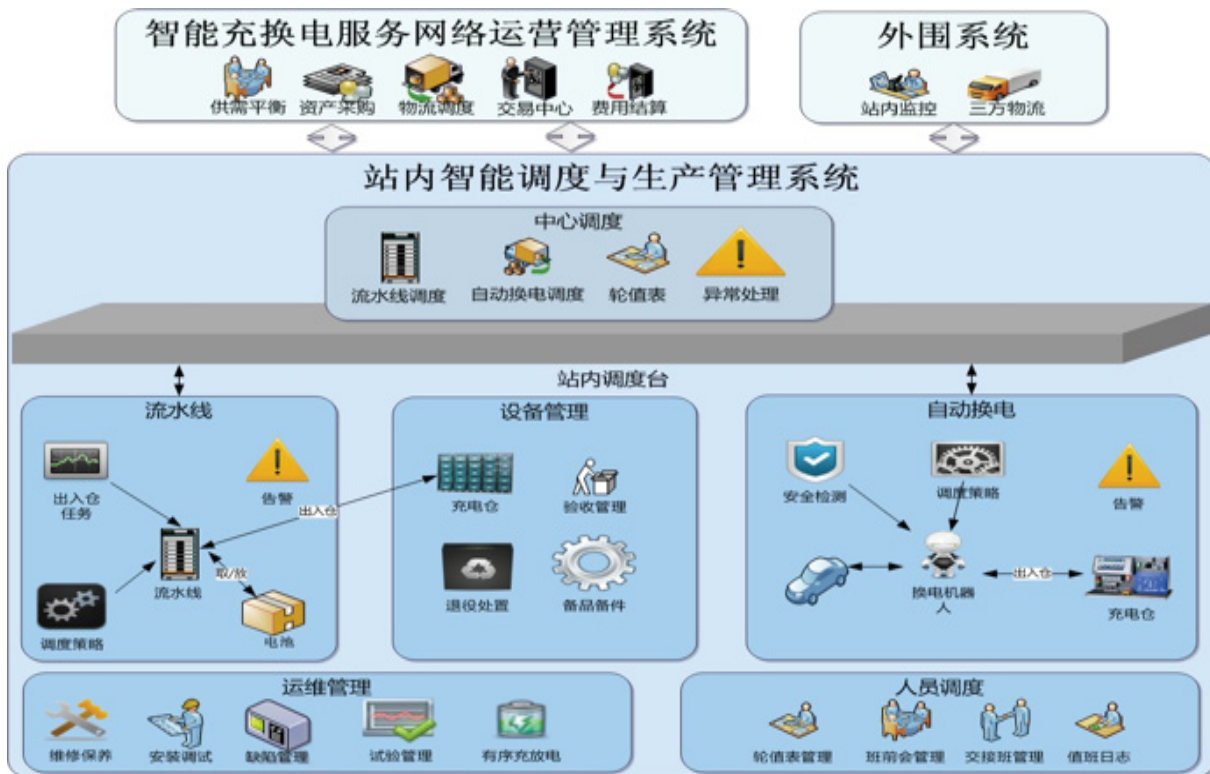 智能充换电服务网络运营管理系统
供需平衡 资产采购 物流调度 交易中心 费用结算
外围系统
站内监控 三方物流
站内智能调度与生产管理系统
中心调度
流水线调度 自动换电调度 轮值表 异常处理
站内调度台
流水线
出入仓
任务
告警
出入仓
流水线
取/放
调度策略
电池
设备管理
充电仓 验收管理
退役处置 备品备件
自动换电
安全检测 调度策略 告警
换电机器
人
出入仓
充电仓
运维管理
维修保养 安装调试 缺陷管理 试验管理 有序充放电
人员调度
轮值表管理 班前会管理 交接班管理 值班日志